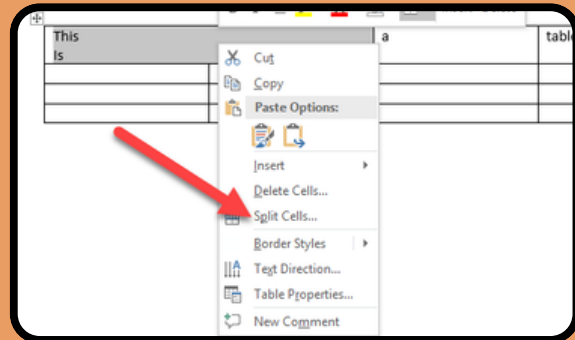 This
Is
a
table
Cut
Copy
Paste Options:
Insert
Delete Cells...
Split Cells...
Border Styles
Text Direction...
Table Properties...
New Comment